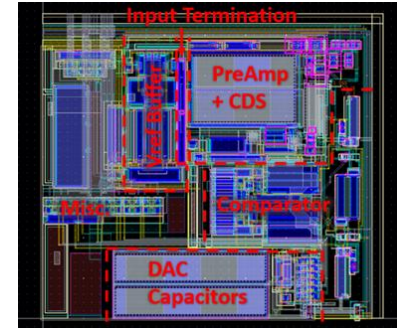 Input Termination
Vref Buffer
PreAmp
+ CDS
Misc.
Comparator
DAC
Capacitors